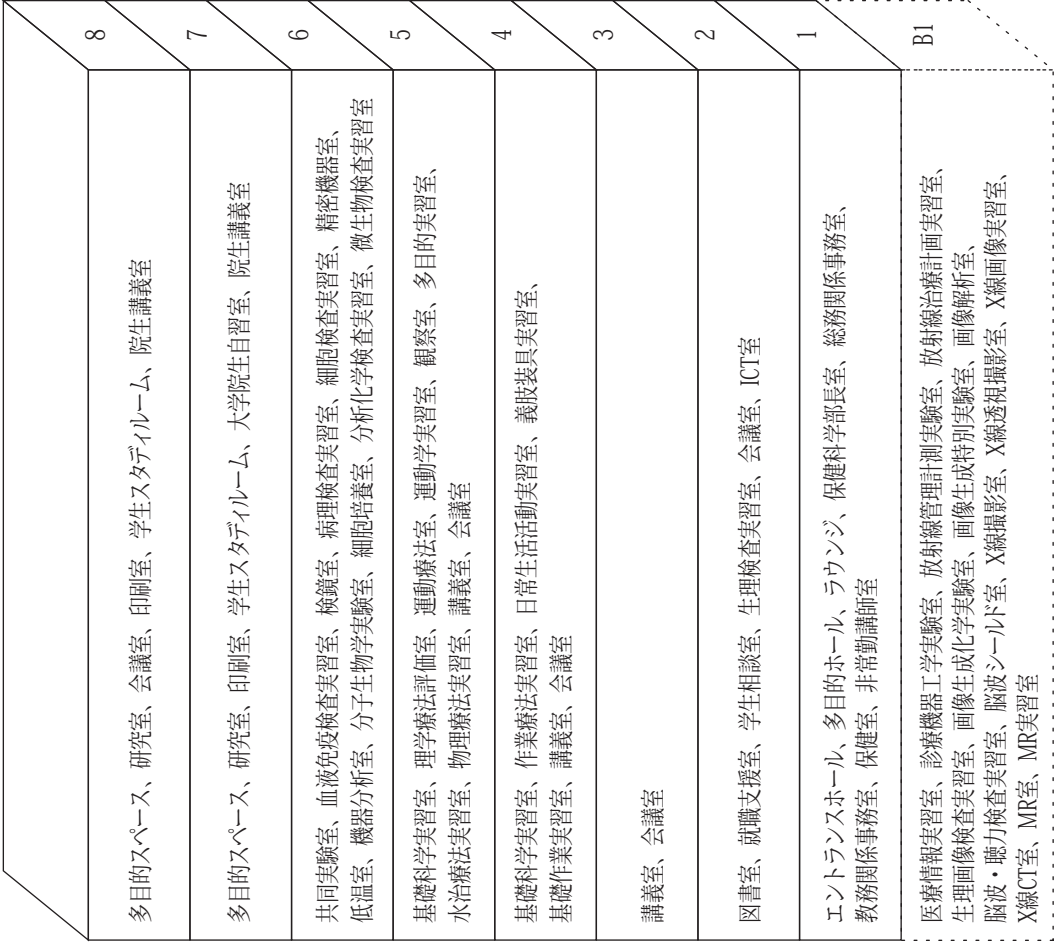 8
多目的スペース、研究室、会議室、印刷室、学生スタディルーム、院生講義室
7
多目的スペース、研究室、印刷室、学生スタディルーム、大学院生自習室、院生講義室
6
共同実験室、血液免疫検査実習室、検鏡室、病理検査実習室、細胞検査実習室、精密機器室、
低温室、機器分析室、分子生物学実験室、細胞培養室、分析化学検査実習室、微生物検査実習室
5
基礎科学実習室、理学療法評価室、運動療法室、運動学実習室、観察室、多目的実習室、
水治療法実習室、物理療法実習室、講義室、会議室
4
基礎科学実習室、作業療法実習室、日常生活活動実習室、義肢装具実習室、
基礎作業実習室、講義室、会議室
3
講義室、会議室
2
図書室、就職支援室、学生相談室、生理検査実習室、会議室、ICT室
1
エントランスホール、多目的ホール、ラウンジ、保健科学部長室、総務関係事務室、
教務関係事務室、保健室、非常勤講師室
B1
医療情報実習室、診療機器工学実験室、放射線管理計測実験室、放射線治療計画実習室、
生理画像検査実習室、画像生成化学実験室、画像生成特別実験室、画像解析室、
脳波・聴力検査実習室、脳波シールド室、X線撮影室、X線透視撮影室、X線画像実習室、
X線CT室、MR室、MR実習室